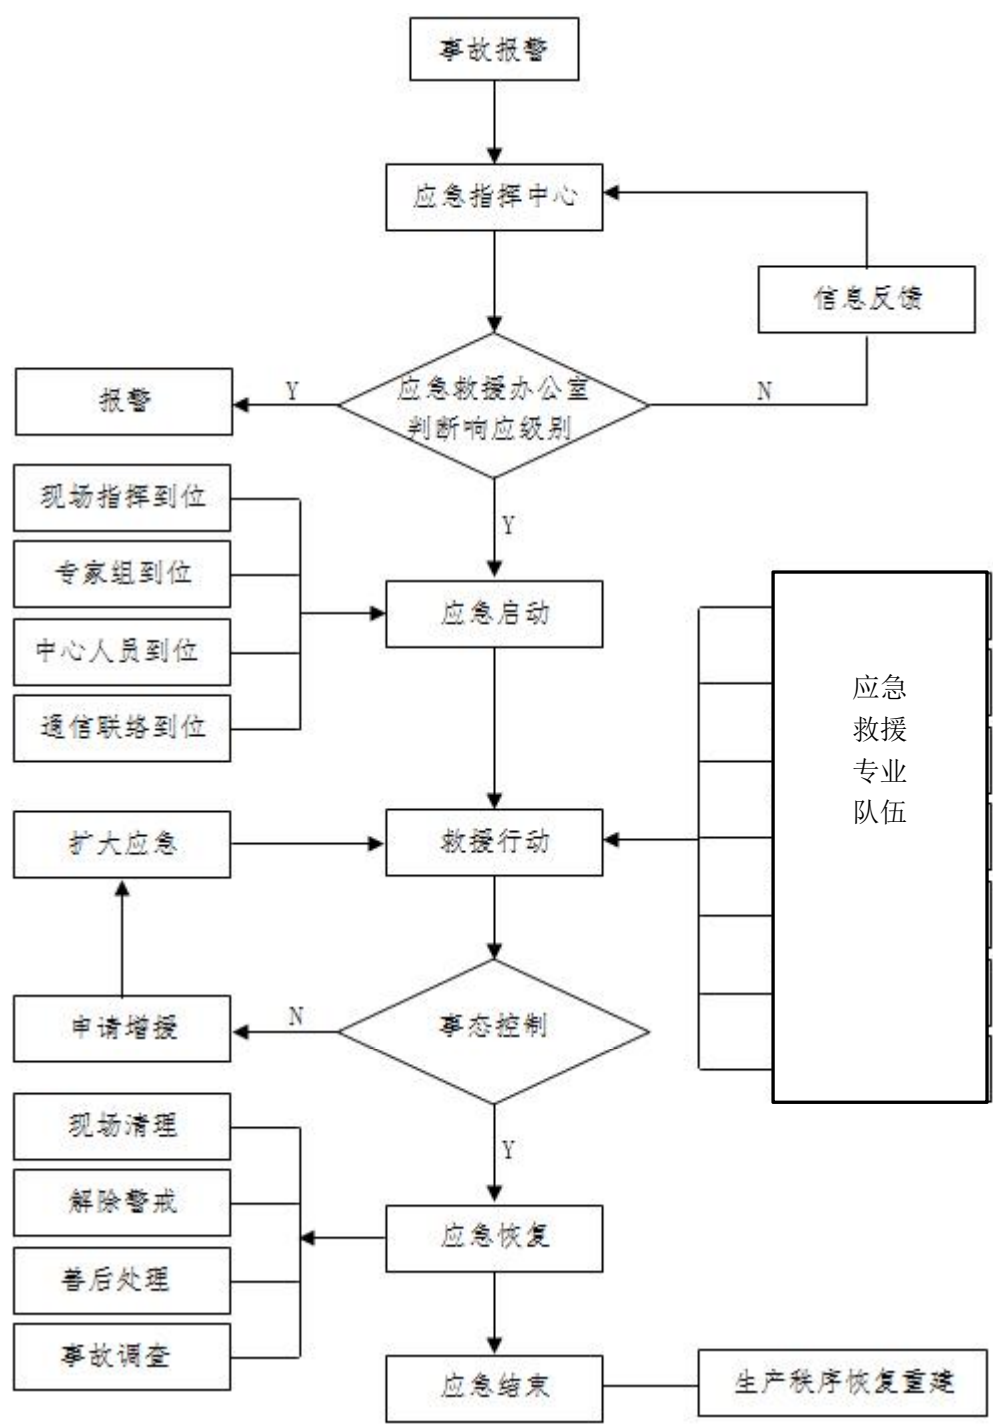 事故报警
应急指挥中心
信息反馈
应急救援办公室
判断响应级别
Y
N
报警
现场指挥到位
Y
专家组到位
应急启动
中心人员到位
通信联络到位
应急
救援
专业
队伍
扩大应急
救援行动
申请增援
N
事态控制
现场清理
Y
解除警戒
应急恢复
善后处理
事故调查
应急结束
生产秩序恢复重建